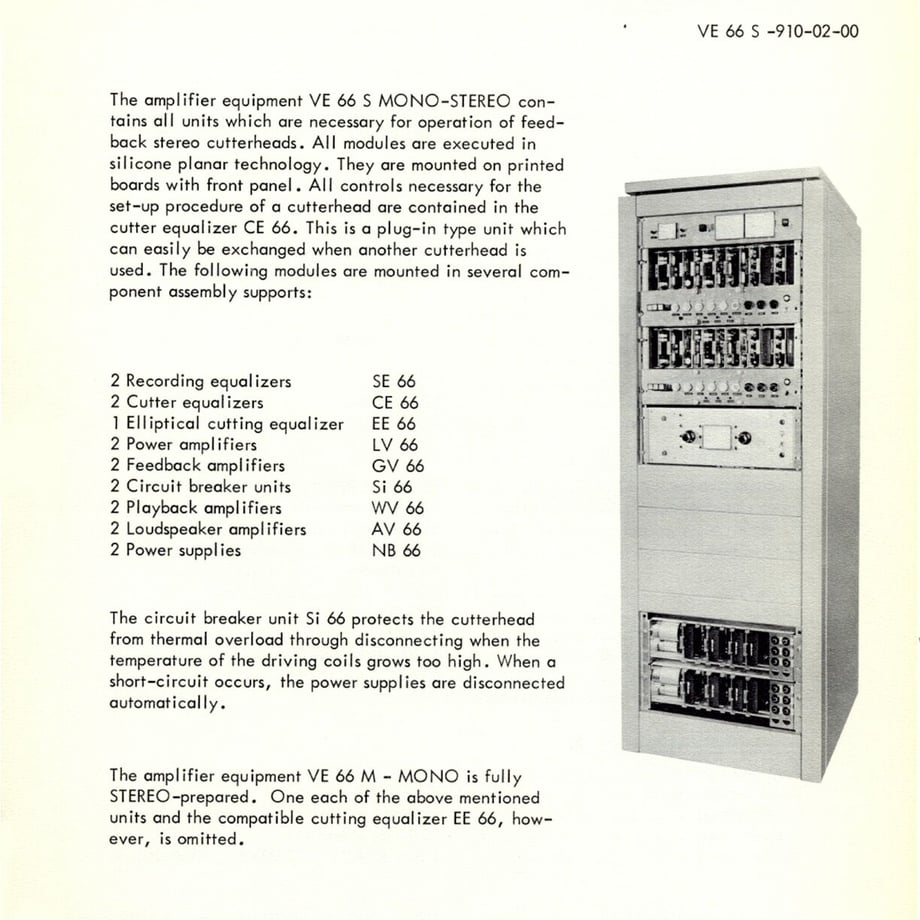 VE 66 S -910-02-00
The amplifier equipment VE 66 S MONO-STEREO con-
tains all units which are necessary for operation of feed-
back stereo cutterheads. All modules are executed in
silicone planar technology. They are mounted on printed
boards with front panel. All controls necessary for the
set-up procedure of a cutterhead are contained in the
cutter equalizer CE 66. This is a plug-in type unit which
can easily be exchanged when another cutterhead is
used. The following modules are mounted in several com-
ponent assembly supports:
2 Recording equalizers SE 66
2 Cutter equalizers CE 66
1 Elliptical cutting equalizer EE 66
2 Power amplifiers LV 66
2 Feedback amplifiers GV 66
2 Circuit breaker units Si 66
2 Playback amplifiers WV 66
2 Loudspeaker amplifiers AV 66
2 Power supplies NB 66
The circuit breaker unit Si 66 protects the cutterhead
from thermal overload through disconnecting when the
temperature of the driving coils grows too high. When a
short-circuit occurs, the power supplies are disconnected
automatically.
The amplifier equipment VE 66 M - MONO is fully
STEREO-prepared. One each of the above mentioned
units and the compatible cutting equalizer EE 66, how-
ever, is omitted.